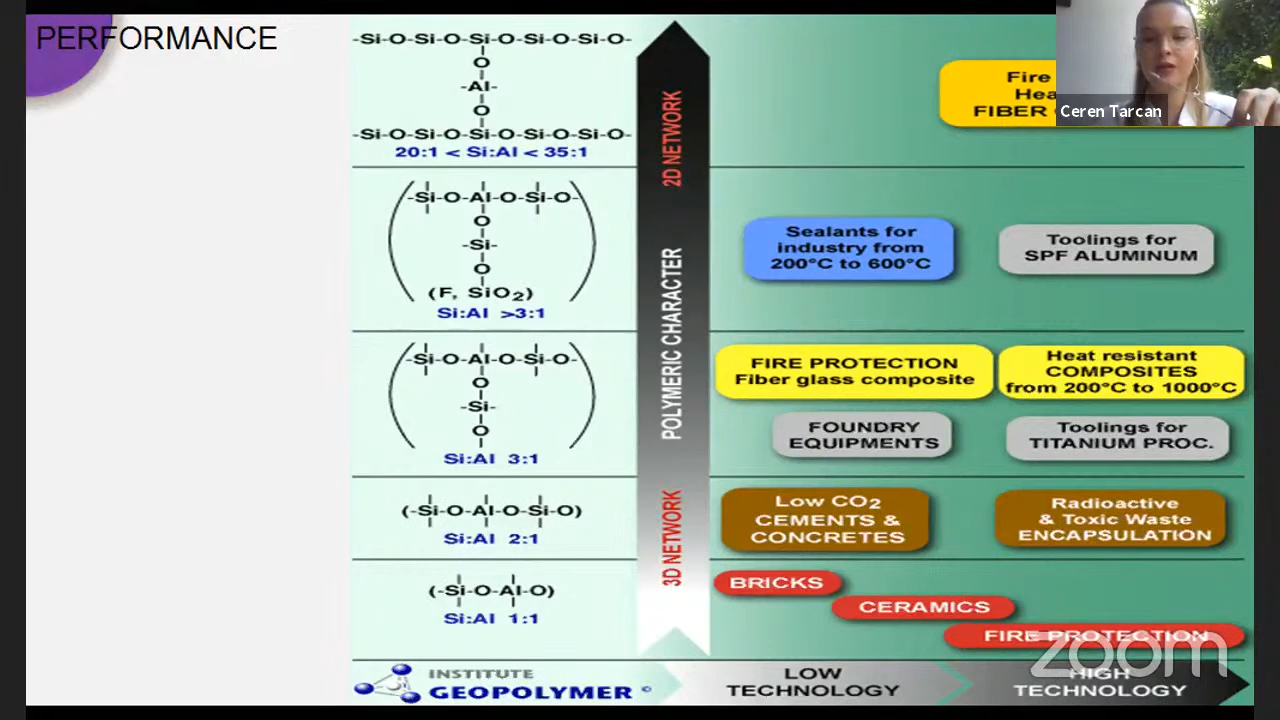 PERFORMANCE
-Si-O-Si-O-Si-O-Si-O-Si-O-
O
-Al-
O
-Si-O-Si-O-Si-O-Si-O-Si-O-
20:1 < Si:Al < 35:1
Fire
FIBER
Ceren Tarcan
2D NETWORK
-Si-O-Al-O-Si-O-
O
-Si-
O
(F, SiO2)
Si:Al >3:1
Sealants for
industry from
200°C to 600°C
Toolings for
SPF ALUMINUM
POLYMERIC CHARACTER
-Si-O-Al-O-Si-O-
O
-Si-
O
Si:Al 3:1
FIRE PROTECTION
Fiber glass composite
Heat resistant
COMPOSITES
from 200°C to 1000°C
FOUNDRY
EQUIPMENTS
Toolings for
TITANIUM PROC.
3D NETWORK
(-Si-O-Al-O-Si-O)
Si:Al 2:1
Low CO2
CEMENTS &
CONCRETES
Radioactive
& Toxic Waste
ENCAPSULATION
(-Si-O-Al-O)
Si:Al 1:1
BRICKS
CERAMICS
FIRE PROTECTION
INSTITUTE
GEOPOLYMER ©
LOW
TECHNOLOGY
HIGH
TECHNOLOGY
zoom